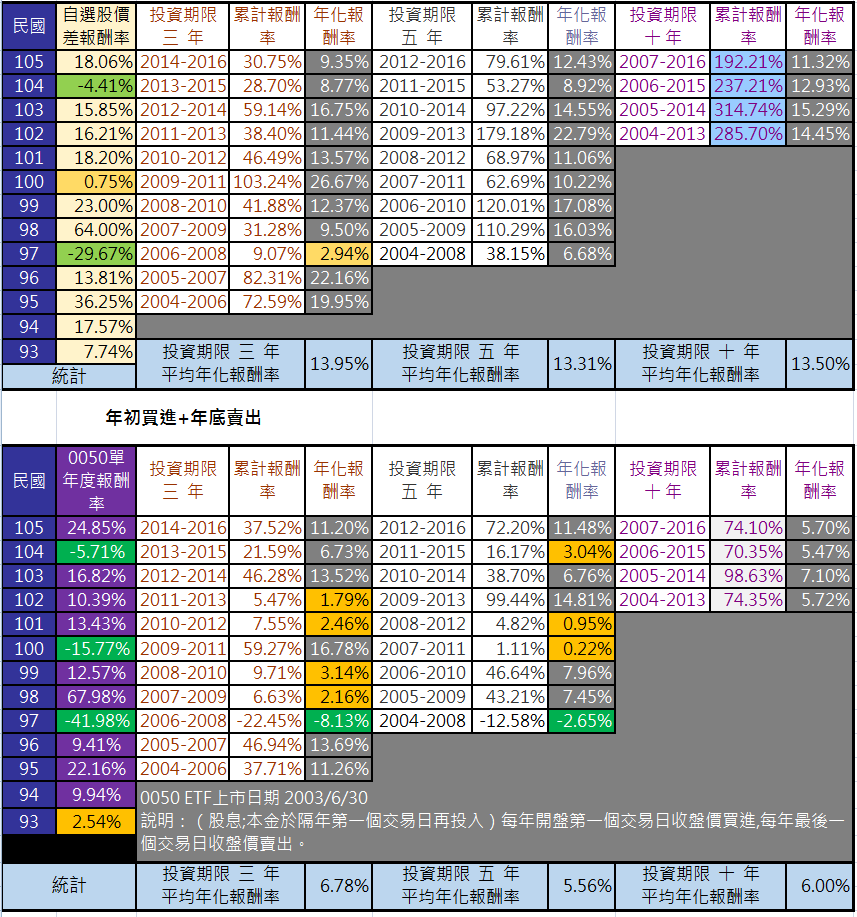 民國 自選股價差報酬率 投資期限三 年 累計報酬率 年化報酬率 投資期限五 年 累計報酬率 年化報酬率 投資期限十 年 累計報酬率 年化報酬率
105 18.06% 2014-2016 30.75% 9.35% 2012-2016 79.61% 12.43% 2007-2016 192.21% 11.32%
104 -4.41% 2013-2015 28.70% 8.77% 2011-2015 53.27% 8.92% 2006-2015 237.21% 12.93%
103 15.85% 2012-2014 59.14% 16.75% 2010-2014 97.22% 14.55% 2005-2014 314.74% 15.29%
102 16.21% 2011-2013 38.40% 11.44% 2009-2013 179.18% 22.79% 2004-2013 285.70% 14.45%
101 18.20% 2010-2012 46.49% 13.57% 2008-2012 68.97% 11.06%
100 0.75% 2009-2011 103.24% 26.67% 2007-2011 62.69% 10.22%
99 23.00% 2008-2010 41.88% 12.37% 2006-2010 120.01% 17.08%
98 64.00% 2007-2009 31.28% 9.50% 2005-2009 110.29% 16.03%
97 -29.67% 2006-2008 9.07% 2.94% 2004-2008 38.15% 6.68%
96 13.81% 2005-2007 82.31% 22.16%
95 36.25% 2004-2006 72.59% 19.95%
94 17.57%
93 7.74%
統計 投資期限 三 年平均年化報酬率 13.95% 投資期限 五 年平均年化報酬率 13.31% 投資期限 十 年平均年化報酬率 13.50%
年初買進+年底賣出
民國 0050單年度報酬率 投資期限三 年 累計報酬率 年化報酬率 投資期限五 年 累計報酬率 年化報酬率 投資期限十 年 累計報酬率 年化報酬率
105 24.85% 2014-2016 37.52% 11.20% 2012-2016 72.20% 11.48% 2007-2016 74.10% 5.70%
104 -5.71% 2013-2015 21.59% 6.73% 2011-2015 16.17% 3.04% 2006-2015 70.35% 5.47%
103 16.82% 2012-2014 46.28% 13.52% 2010-2014 38.70% 6.76% 2005-2014 98.63% 7.10%
102 10.39% 2011-2013 5.47% 1.79% 2009-2013 99.44% 14.81% 2004-2013 74.35% 5.72%
101 13.43% 2010-2012 7.55% 2.46% 2008-2012 4.82% 0.95%
100 -15.77% 2009-2011 59.27% 16.78% 2007-2011 1.11% 0.22%
99 12.57% 2008-2010 9.71% 3.14% 2006-2010 46.64% 7.96%
98 67.98% 2007-2009 6.63% 2.16% 2005-2009 43.21% 7.45%
97 -41.98% 2006-2008 -22.45% -8.13% 2004-2008 -12.58% -2.65%
96 9.41% 2005-2007 46.94% 13.69%
95 22.16% 2004-2006 37.71% 11.26%
94 9.94%
93 2.54%
0050 ETF上市日期 2003/6/30
說明：（股息;本金於隔年第一個交易日再投入）每年開盤第一個交易日收盤價買進,每年最後一
個交易日收盤價賣出。
統計 投資期限 三 年平均年化報酬率 6.78% 投資期限 五 年平均年化報酬率 5.56% 投資期限 十 年平均年化報酬率 6.00%